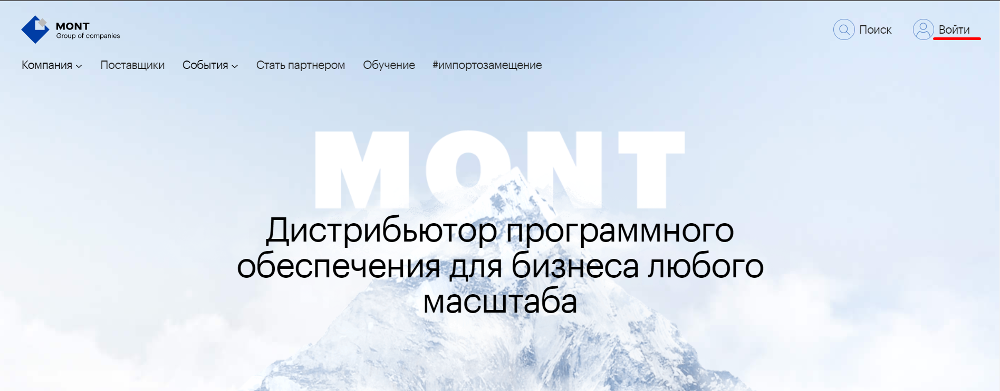 MONT
Group of companies
Поиск
Войти
Компания
Поставщики
События
Стать партнером
Обучение
#импортозамещение
MONT
Дистрибьютор программного
обеспечения для бизнеса любого
масштаба